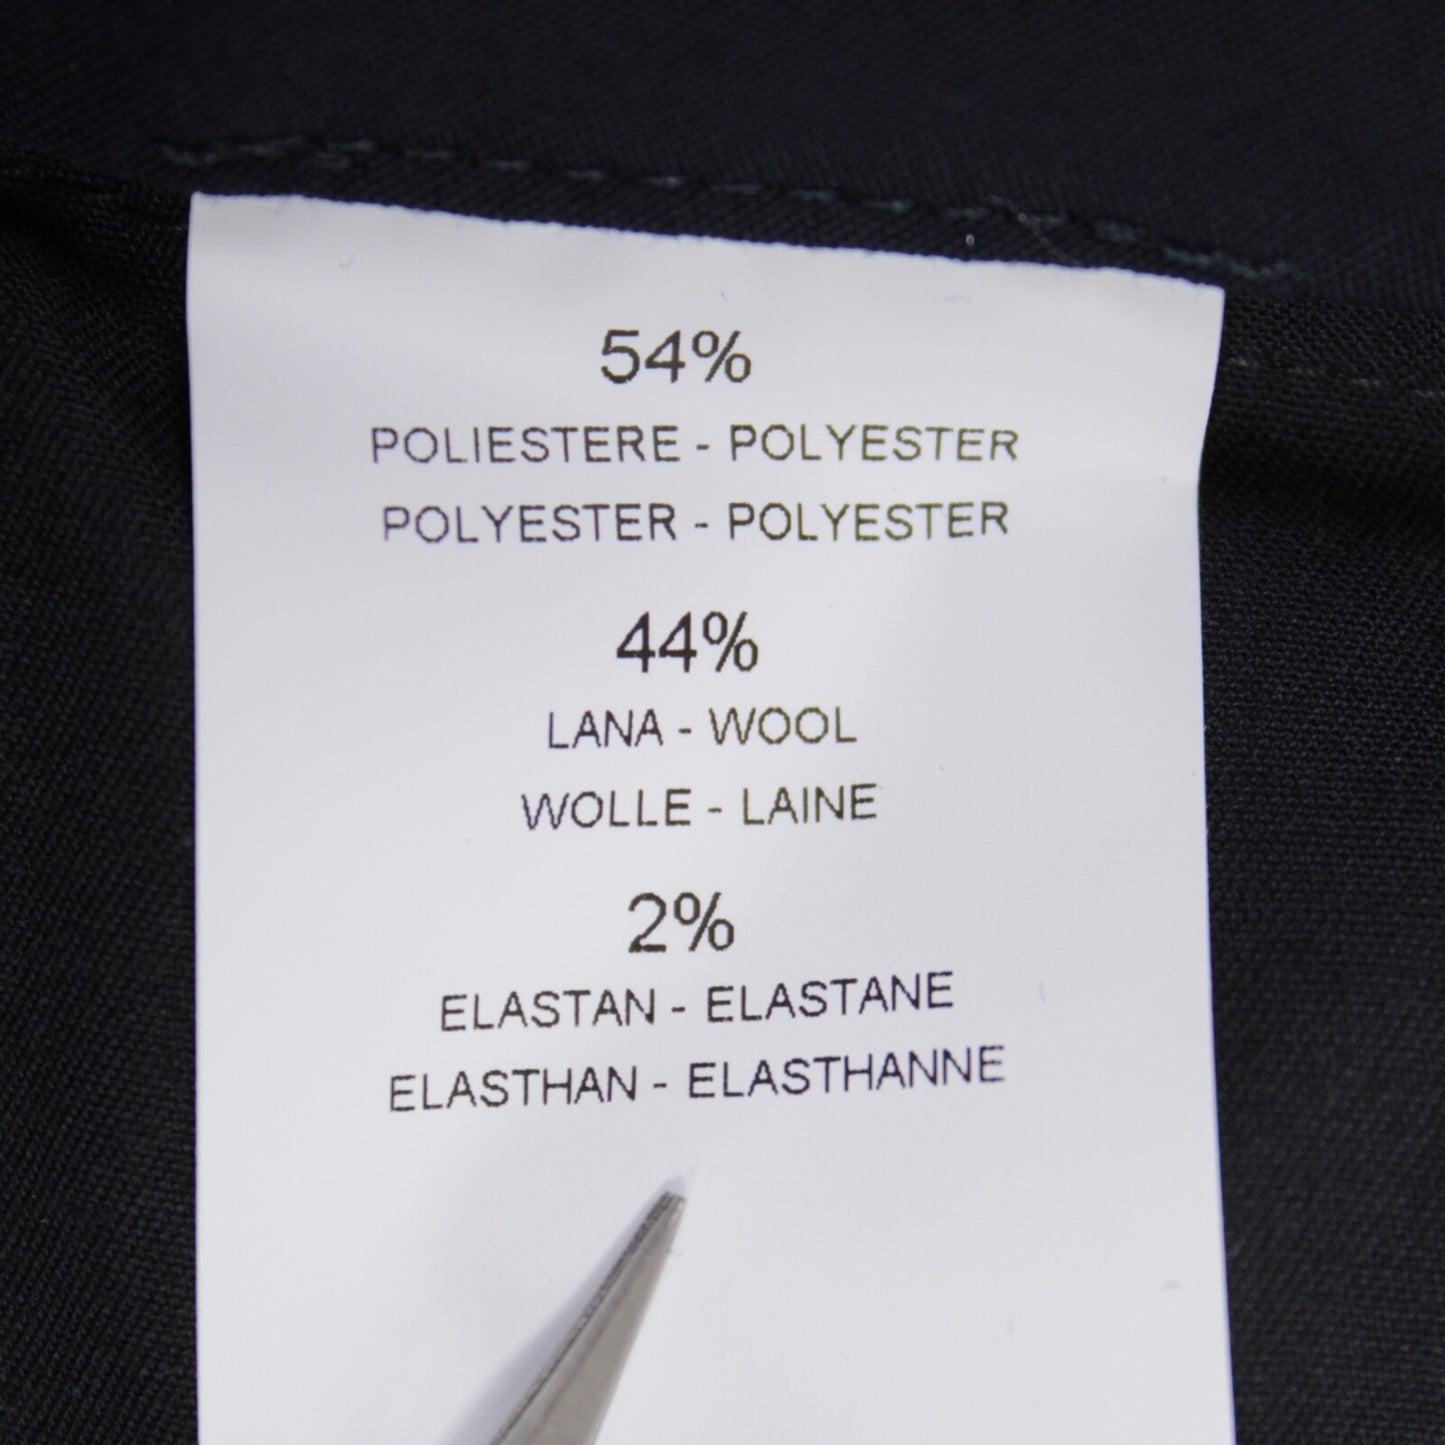 54%
POLIESTERE - POLYESTER
POLYESTER - POLYESTER
44%
LANA - WOOL
WOLLE - LAINE
2%
ELASTAN - ELASTANE
ELASTHAN - ELASTHANNE